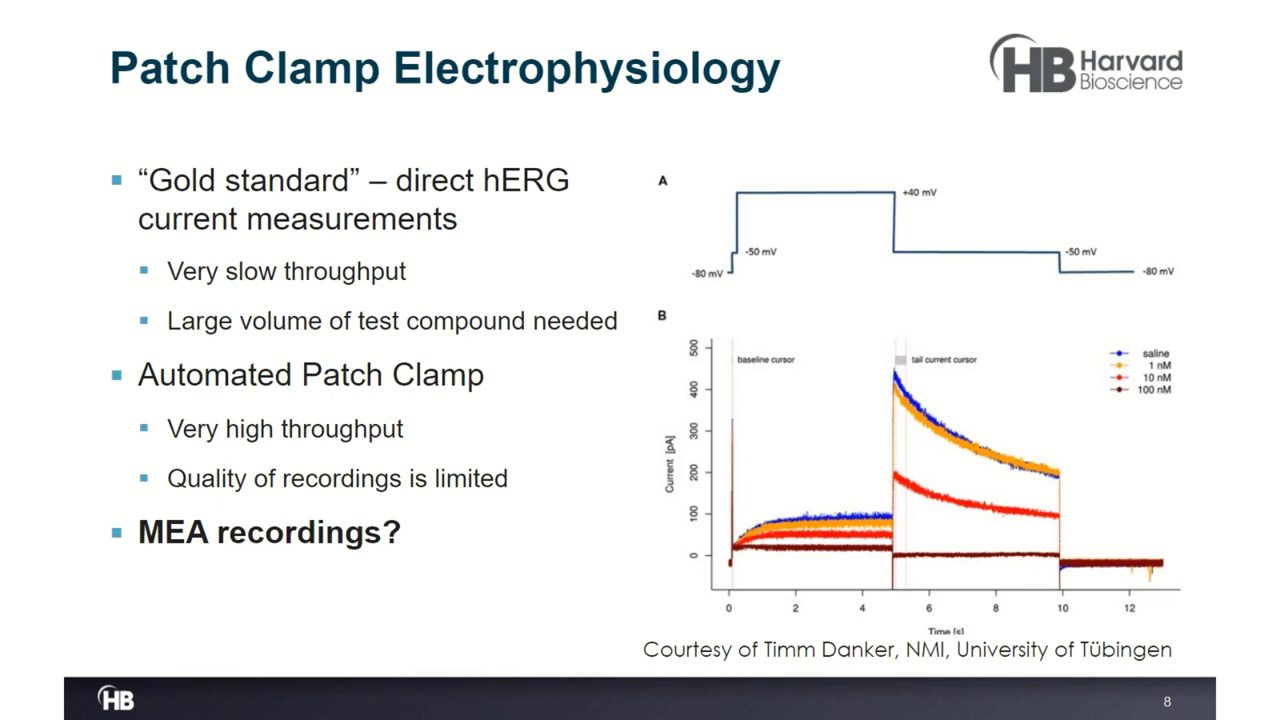 Patch Clamp Electrophysiology
HB Harvard
Bioscience
“Gold standard” – direct hERG
current measurements
Very slow throughput
Large volume of test compound needed
Automated Patch Clamp
Very high throughput
Quality of recordings is limited
MEA recordings?
A
+40 mV
-50 mV
-50 mV
-80 mV
-80 mV
B
baseline cursor
tail current cursor
saline
1 nM
10 nM
100 nM
Current [pA]
500
400
300
200
100
0
0 2 4 6 8 10 12
Time [s]
Courtesy of Timm Danker, NMI, University of Tübingen
HB
8